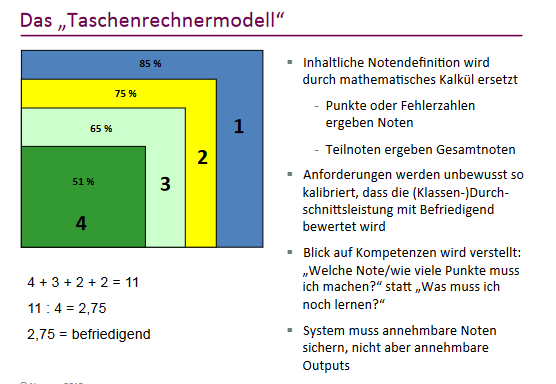 Das „Taschenrechnermodell“
85 %
75 %
65 %
51 %
1
2
3
4
4 + 3 + 2 + 2 = 11
11 : 4 = 2,75
2,75 = befriedigend
▪ Inhaltliche Notendefinition wird
durch mathematisches Kalkül ersetzt
- Punkte oder Fehlerzahlen
ergeben Noten
- Teilnoten ergeben Gesamtnoten
▪ Anforderungen werden unbewusst so
kalibriert, dass die (Klassen-)Durch-
schnittsleistung mit Befriedigend
bewertet wird
▪ Blick auf Kompetenzen wird verstellt:
„Welche Note/wie viele Punkte muss
ich machen?“ statt „Was muss ich
noch lernen?“
▪ System muss annehmbare Noten
sichern, nicht aber annehmbare
Outputs